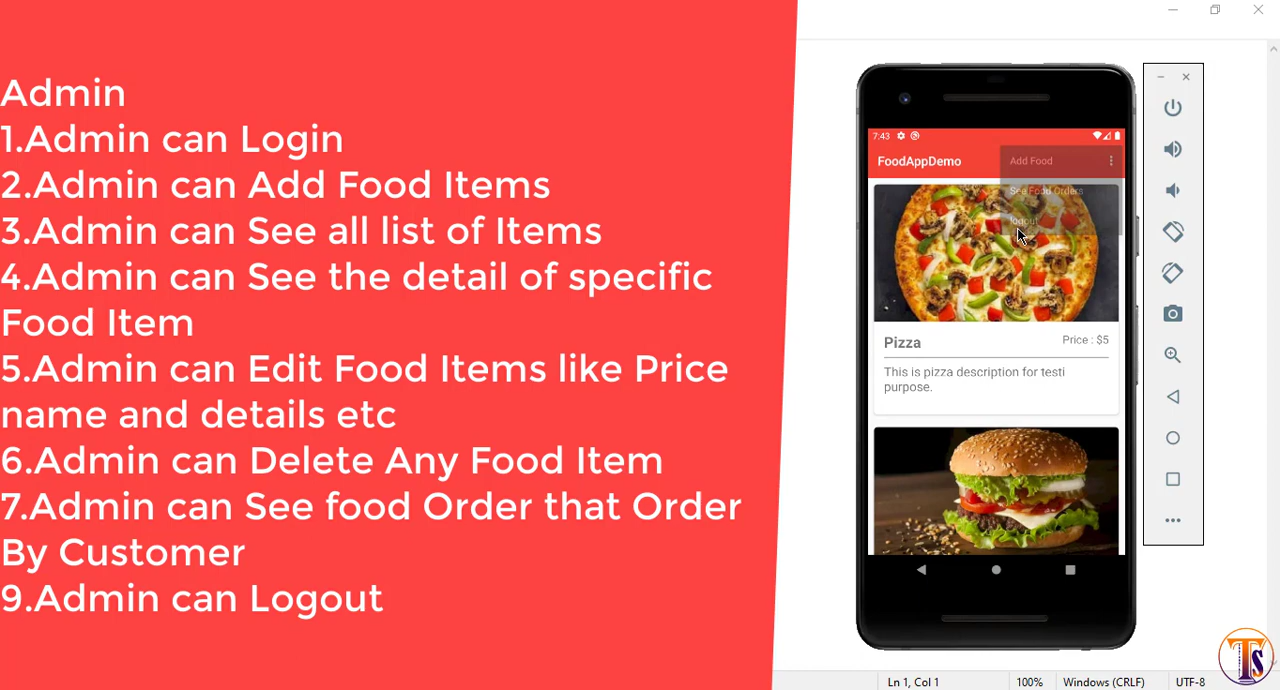 Admin
1.Admin can Login
2.Admin can Add Food Items
3.Admin can See all list of Items
4.Admin can See the detail of specific
Food Item
5.Admin can Edit Food Items like Price
name and details etc
6.Admin can Delete Any Food Item
7.Admin can See food Order that Order
By Customer
9.Admin can Logout
7:43
FoodAppDemo
Add Food
See Food Orders
logout
Pizza
Price : $5
This is pizza description for testi
purpose.
Ln 1, Col 1
100%
Windows (CRLF)
UTF-8
TS